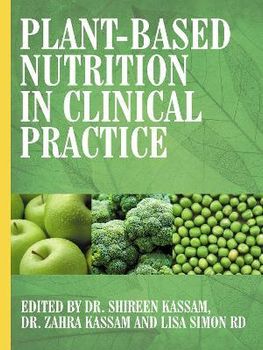 PLANT-BASED
NUTRITION
IN CLINICAL
PRACTICE
EDITED BY DR. SHIREEN KASSAM,
DR. ZAHRA KASSAM AND LISA SIMON RD